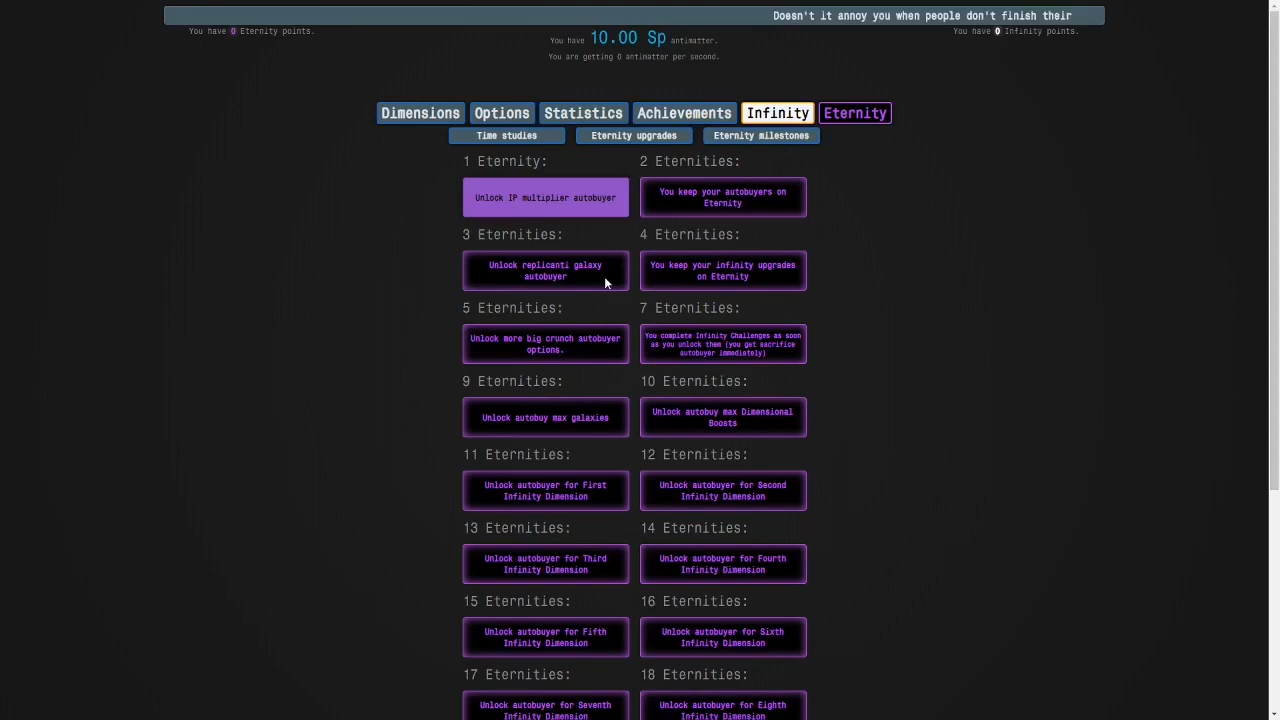 Doesn't it annoy you when people don't finish their
You have 0 Eternity points.
You have 10.00 Sp antimatter.
You have 0 Infinity points.
You are getting 0 antimatter per second.
Dimensions Options Statistics Achievements Infinity Eternity
Time studies Eternity upgrades Eternity milestones
1 Eternity: 2 Eternities:
Unlock IP multiplier autobuyer
You keep your autobuyers on
Eternity
3 Eternities: 4 Eternities:
Unlock replicanti galaxy
autobuyer
You keep your infinity upgrades
on Eternity
5 Eternities: 7 Eternities:
Unlock more big crunch autobuyer
options.
You complete Infinity Challenges as soon
as you unlock them (you get sacrifice
autobuyer immediately)
9 Eternities: 10 Eternities:
Unlock autobuy max galaxies
Unlock autobuy max Dimensional
Boosts
11 Eternities: 12 Eternities:
Unlock autobuyer for First
Infinity Dimension
Unlock autobuyer for Second
Infinity Dimension
13 Eternities: 14 Eternities:
Unlock autobuyer for Third
Infinity Dimension
Unlock autobuyer for Fourth
Infinity Dimension
15 Eternities: 16 Eternities:
Unlock autobuyer for Fifth
Infinity Dimension
Unlock autobuyer for Sixth
Infinity Dimension
17 Eternities: 18 Eternities:
Unlock autobuyer for Seventh
Infinity Dimension
Unlock autobuyer for Eighth
Infinity Dimension